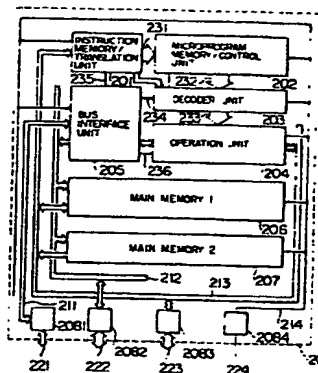 231
INSTRUCTION
MEMORY/
TRANSLATION
UNIT
MICROPROGRAM
MEMORY/CONTROL
UNIT
235
201
232
202
BUS
INTERFACE
UNIT
234
DECODER UNIT
233
203
OPERATION UNIT
205
236
204
MAIN MEMORY 1
206
MAIN MEMORY 2
207
212
213
211
214
2081
2082
2083
2084
221
222
223
224